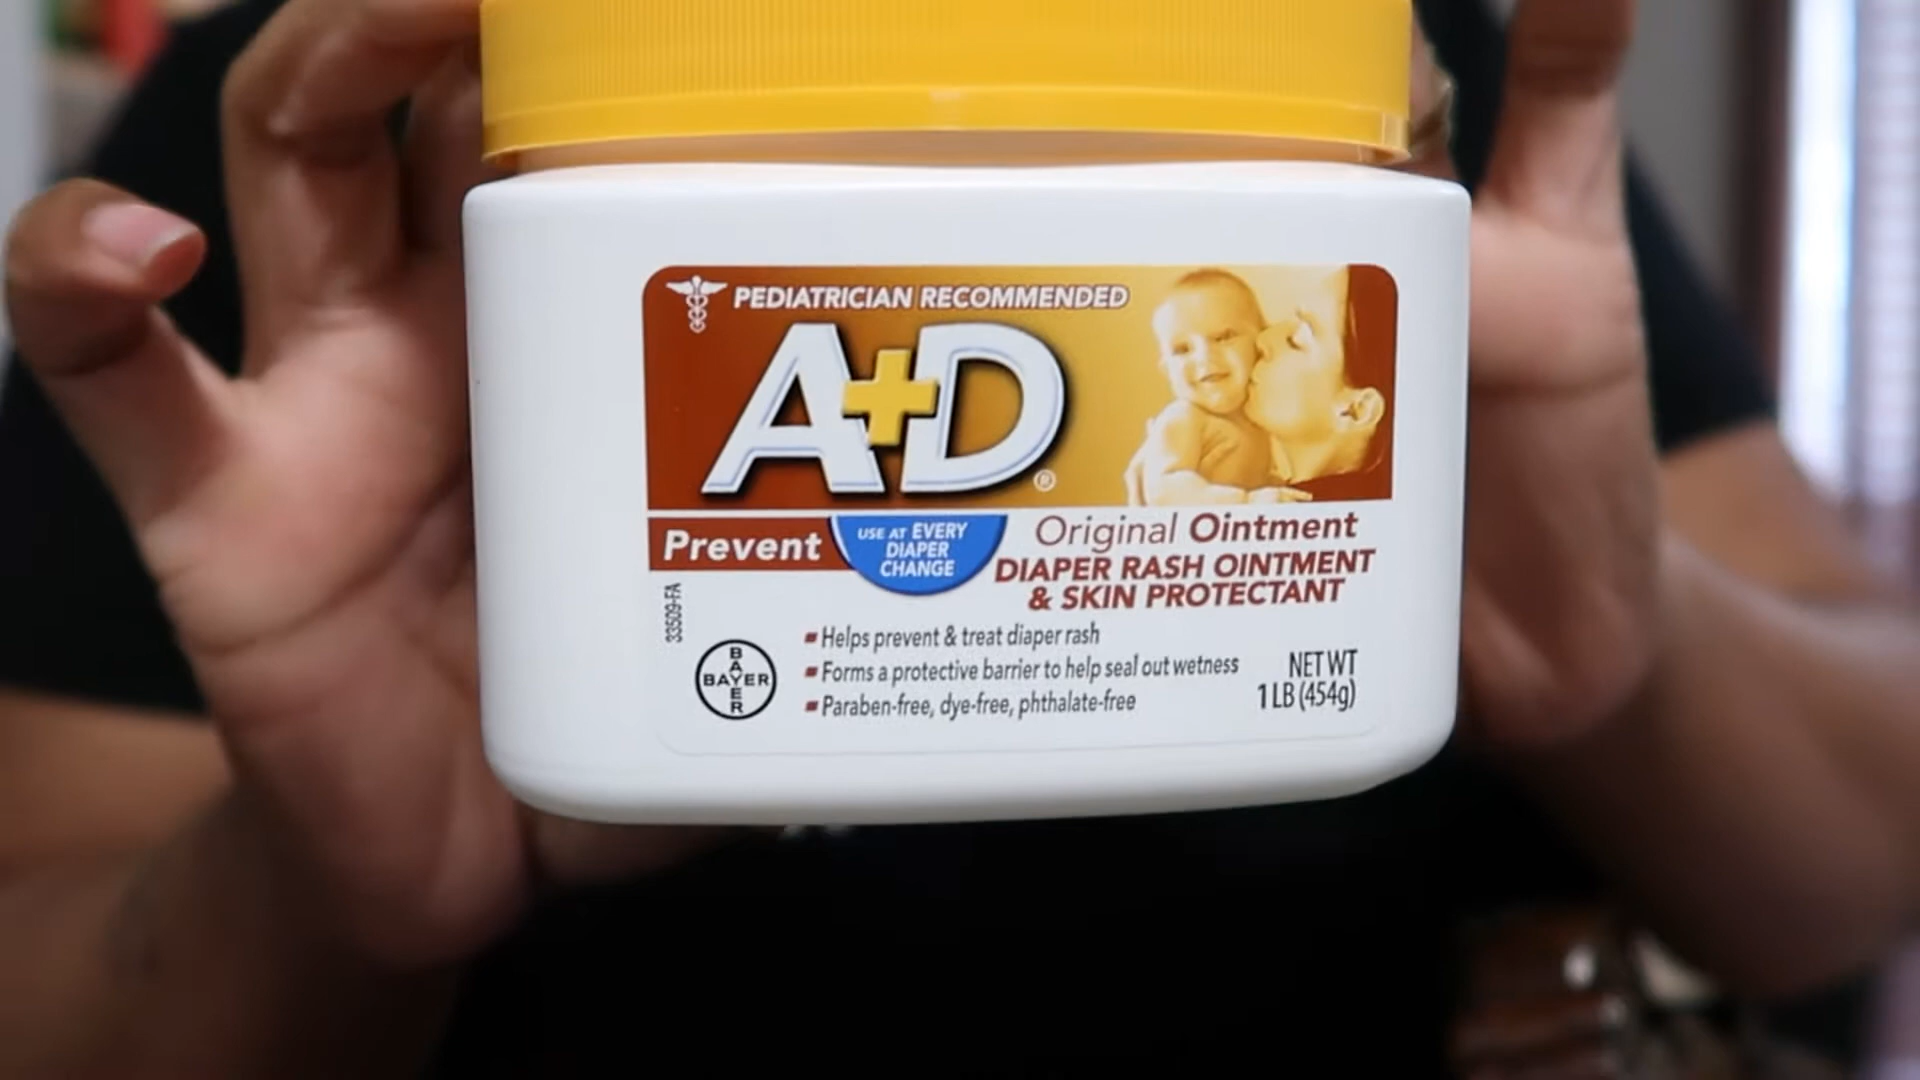 PEDIATRICIAN RECOMMENDED
A+D®
Prevent
USE AT EVERY
DIAPER
CHANGE
Original Ointment
DIAPER RASH OINTMENT
& SKIN PROTECTANT
33509-FA
BAYER
BAYER
Helps prevent & treat diaper rash
Forms a protective barrier to help seal out wetness
Paraben-free, dye-free, phthalate-free
NET WT
1 LB (454g)